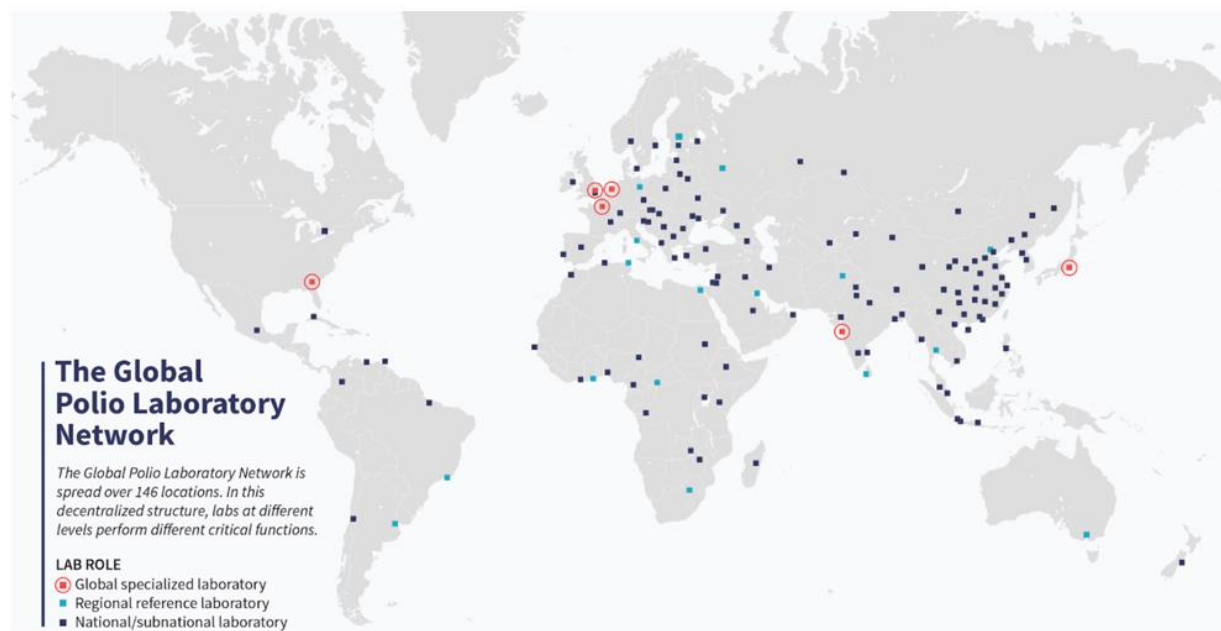 The Global
Polio Laboratory
Network
The Global Polio Laboratory Network is
spread over 146 locations. In this
decentralized structure, labs at different
levels perform different critical functions.
LAB ROLE
Global specialized laboratory
Regional reference laboratory
National/subnational laboratory